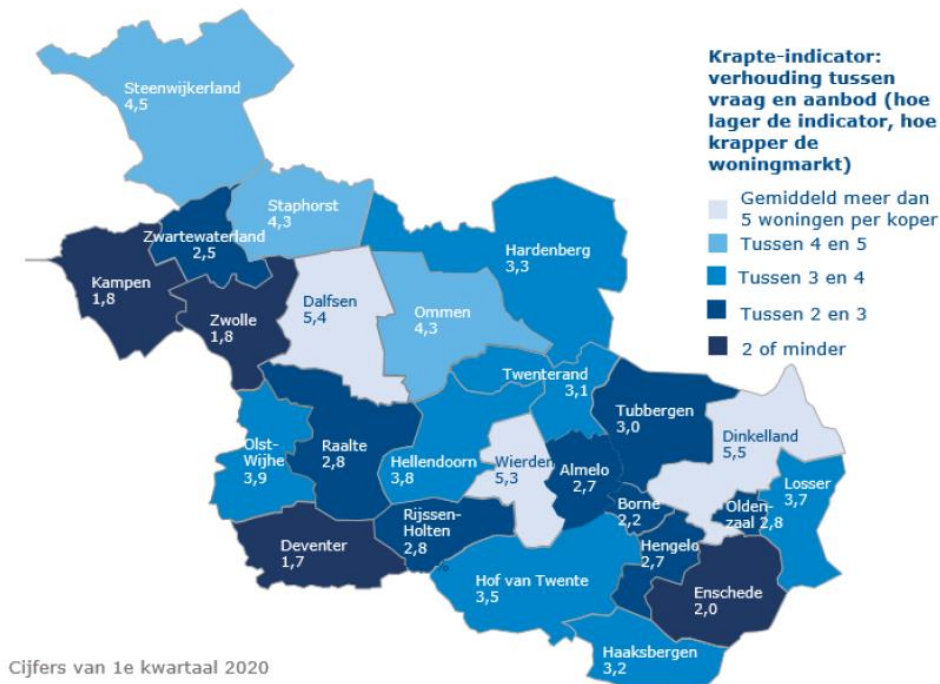 Krapte-indicator:
verhouding tussen
vraag en aanbod (hoe
lager de indicator, hoe
krapper de
woningmarkt)
Gemiddeld meer dan
5 woningen per koper
Tussen 4 en 5
Tussen 3 en 4
Tussen 2 en 3
2 of minder
Steenwijkerland
4,5
Staphorst
4,3
Zwartewaterland
2,5
Hardenberg
3,3
Kampen
1,8
Zwolle
1,8
Dalfsen
5,4
Ommen
4,3
Twenterand
3,1
Tubbergen
3,0
Dinkelland
5,5
Olst-
Wijhe
3,9
Raalte
2,8
Hellendoorn
3,8
Wierden
5,3
Almelo
2,7
Losser
3,7
Borne
2,2
Olden-
zaal 2,8
Rijssen-
Holten
2,8
Deventer
1,7
Hengelo
2,7
Hof van Twente
3,5
Enschede
2,0
Haaksbergen
3,2
Cijfers van 1e kwartaal 2020